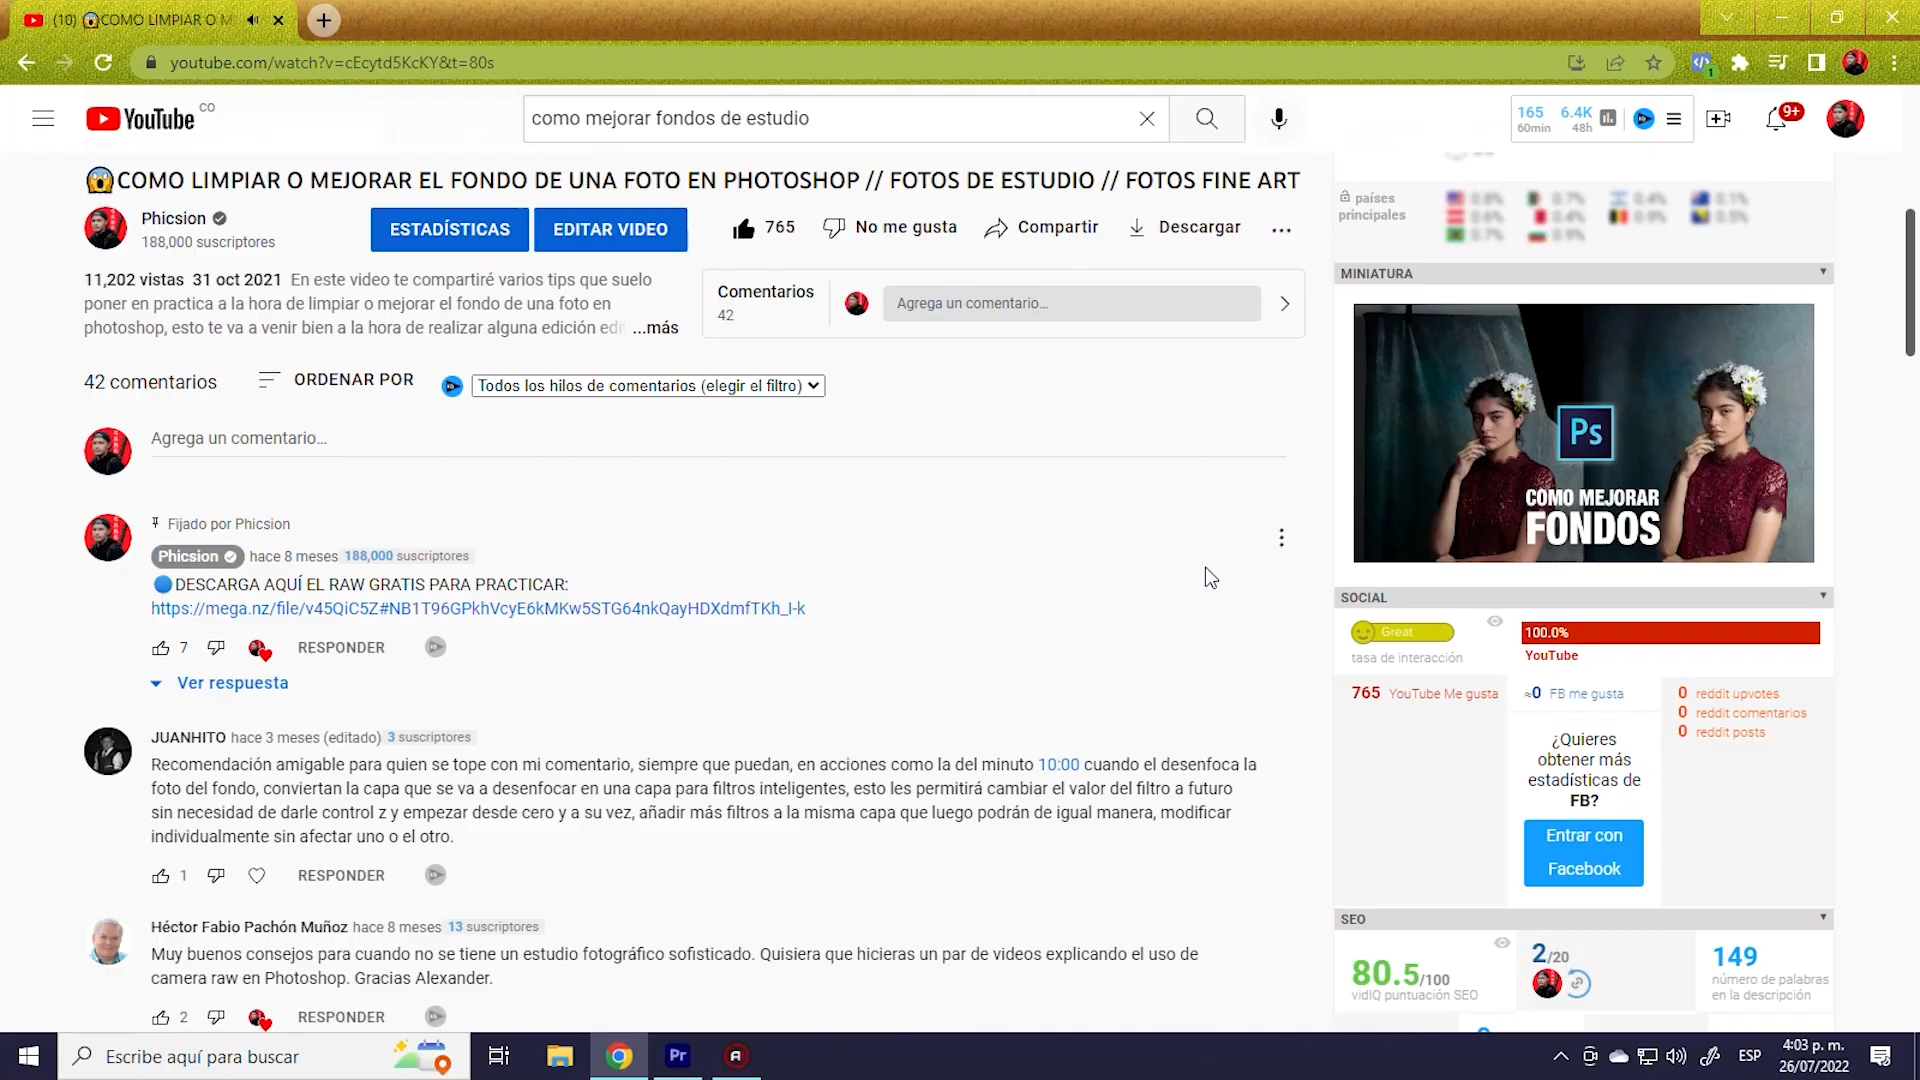 (10) 😱COMO LIMPIAR O M
youtube.com/watch?v=cEcytd5KcKY&t=80s
1
YouTube CO
como mejorar fondos de estudio
165 6.4K
60min 48h
9+
😱COMO LIMPIAR O MEJORAR EL FONDO DE UNA FOTO EN PHOTOSHOP // FOTOS DE ESTUDIO // FOTOS FINE ART
Phicsion
188,000 suscriptores
ESTADÍSTICAS
EDITAR VIDEO
765
No me gusta
Compartir
Descargar
11,202 vistas 31 oct 2021 En este video te compartiré varios tips que suelo
poner en practica a la hora de limpiar o mejorar el fondo de una foto en
photoshop, esto te va a venir bien a la hora de realizar alguna edición edi ...más
Comentarios
42
Agrega un comentario...
42 comentarios
ORDENAR POR
Todos los hilos de comentarios (elegir el filtro)
Agrega un comentario...
Fijado por Phicsion
Phicsion hace 8 meses 188,000 suscriptores
🔵DESCARGA AQUÍ EL RAW GRATIS PARA PRACTICAR:
https://mega.nz/file/v45QiC5Z#NB1T96GPkhVcyE6kMKw5STG64nkQayHDXdmfTKh_I-k
7 RESPONDER
Ver respuesta
JUANHITO hace 3 meses (editado) 3 suscriptores
Recomendación amigable para quien se tope con mi comentario, siempre que puedan, en acciones como la del minuto 10:00 cuando el desenfoca la
foto del fondo, conviertan la capa que se va a desenfocar en una capa para filtros inteligentes, esto les permitirá cambiar el valor del filtro a futuro
sin necesidad de darle control z y empezar desde cero y a su vez, añadir más filtros a la misma capa que luego podrán de igual manera, modificar
individualmente sin afectar uno o el otro.
1 RESPONDER
Héctor Fabio Pachón Muñoz hace 8 meses 13 suscriptores
Muy buenos consejos para cuando no se tiene un estudio fotográfico sofisticado. Quisiera que hicieras un par de videos explicando el uso de
camera raw en Photoshop. Gracias Alexander.
2 RESPONDER
países
principales
MINIATURA
Ps
COMO MEJORAR
FONDOS
SOCIAL
Great
tasa de interacción
100.0%
YouTube
765 YouTube Me gusta
≈0 FB me gusta
0 reddit upvotes
0 reddit comentarios
0 reddit posts
¿Quieres
obtener más
estadísticas de
FB?
Entrar con
Facebook
SEO
80.5/100
vidIQ puntuación SEO
2/20
149
número de palabras
en la descripción
Escribe aquí para buscar
Pr
ESP
4:03 p. m.
26/07/2022